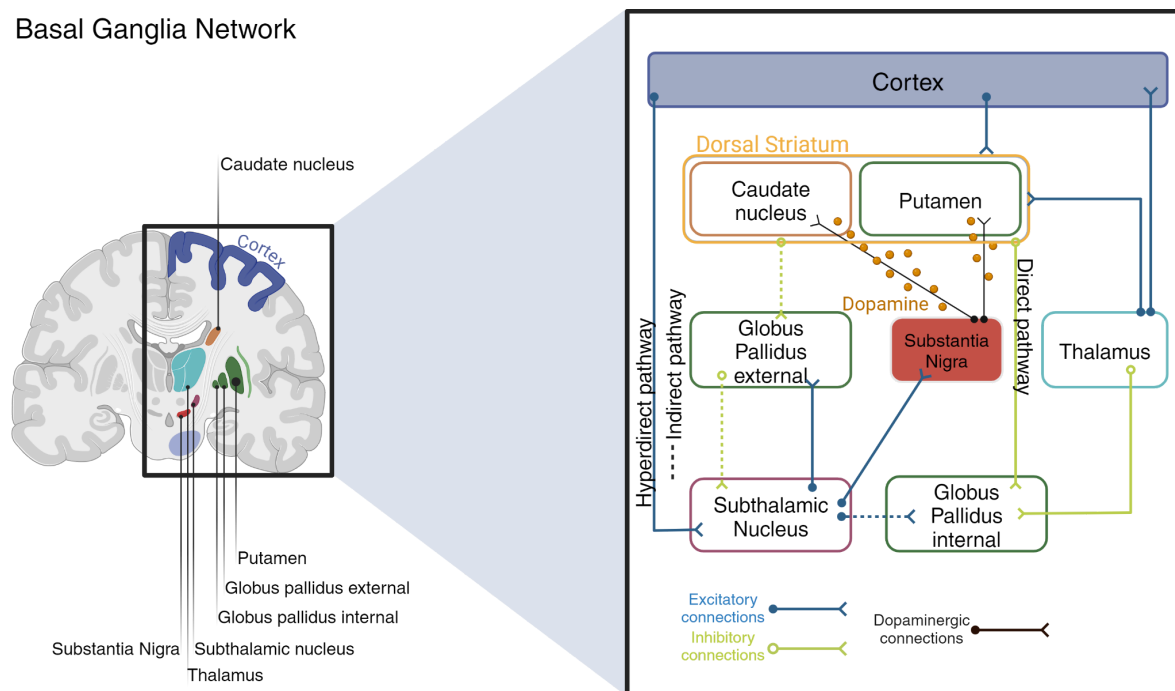 Basal Ganglia Network
Caudate nucleus
Cortex
Putamen
Globus pallidus external
Globus pallidus internal
Substantia Nigra
Subthalamic nucleus
Thalamus
Cortex
Dorsal Striatum
Caudate
nucleus
Putamen
Dopamine
Hyperdirect pathway
Indirect pathway
Direct pathway
Globus
Pallidus
external
Substantia
Nigra
Thalamus
Subthalamic
Nucleus
Globus
Pallidus
internal
Excitatory
connections
Inhibitory
connections
Dopaminergic
connections